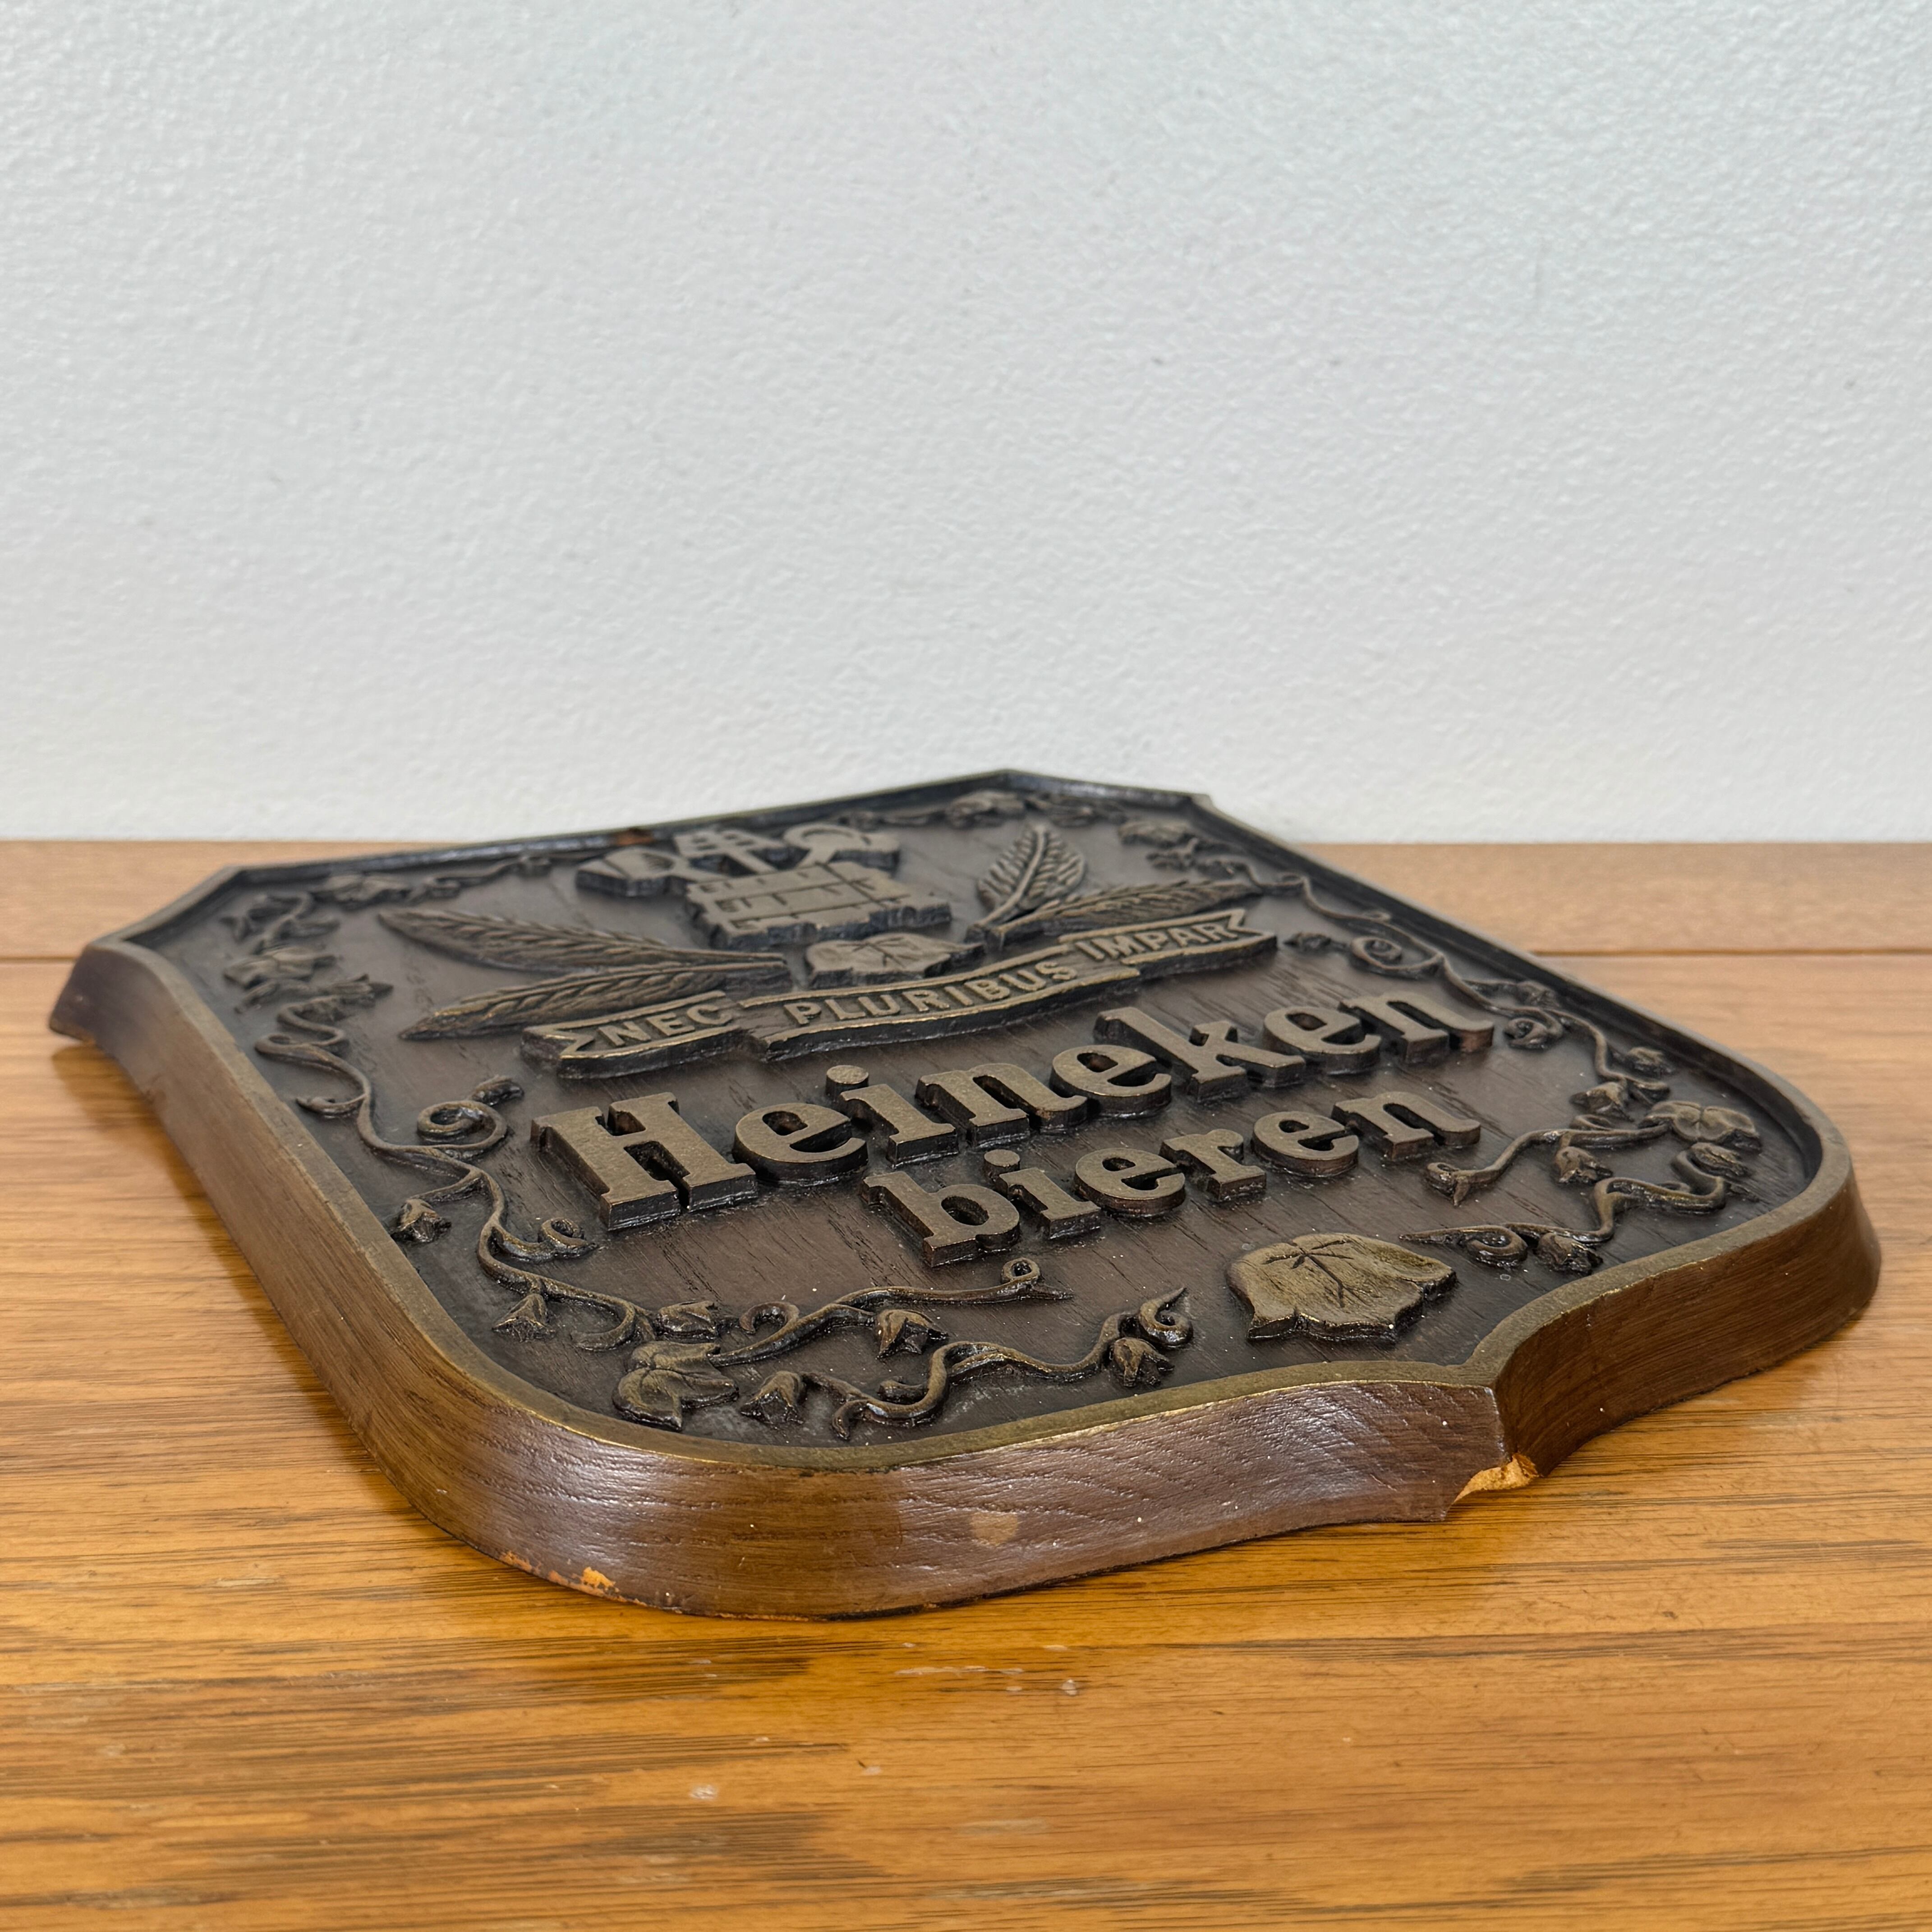 NEC PLURIBUS IMPAR
Heineken
bieren